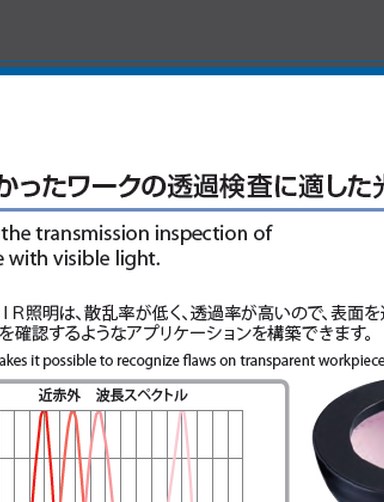 かったワークの透過検査に適した光
the transmission inspection of
with visible light.
IR照明は、散乱率が低く、透過率が高いので、表面を透
を確認するようなアプリケーションを構築できます。
akes it possible to recognize flaws on transparent workpiece
近赤外 波長スペクトル